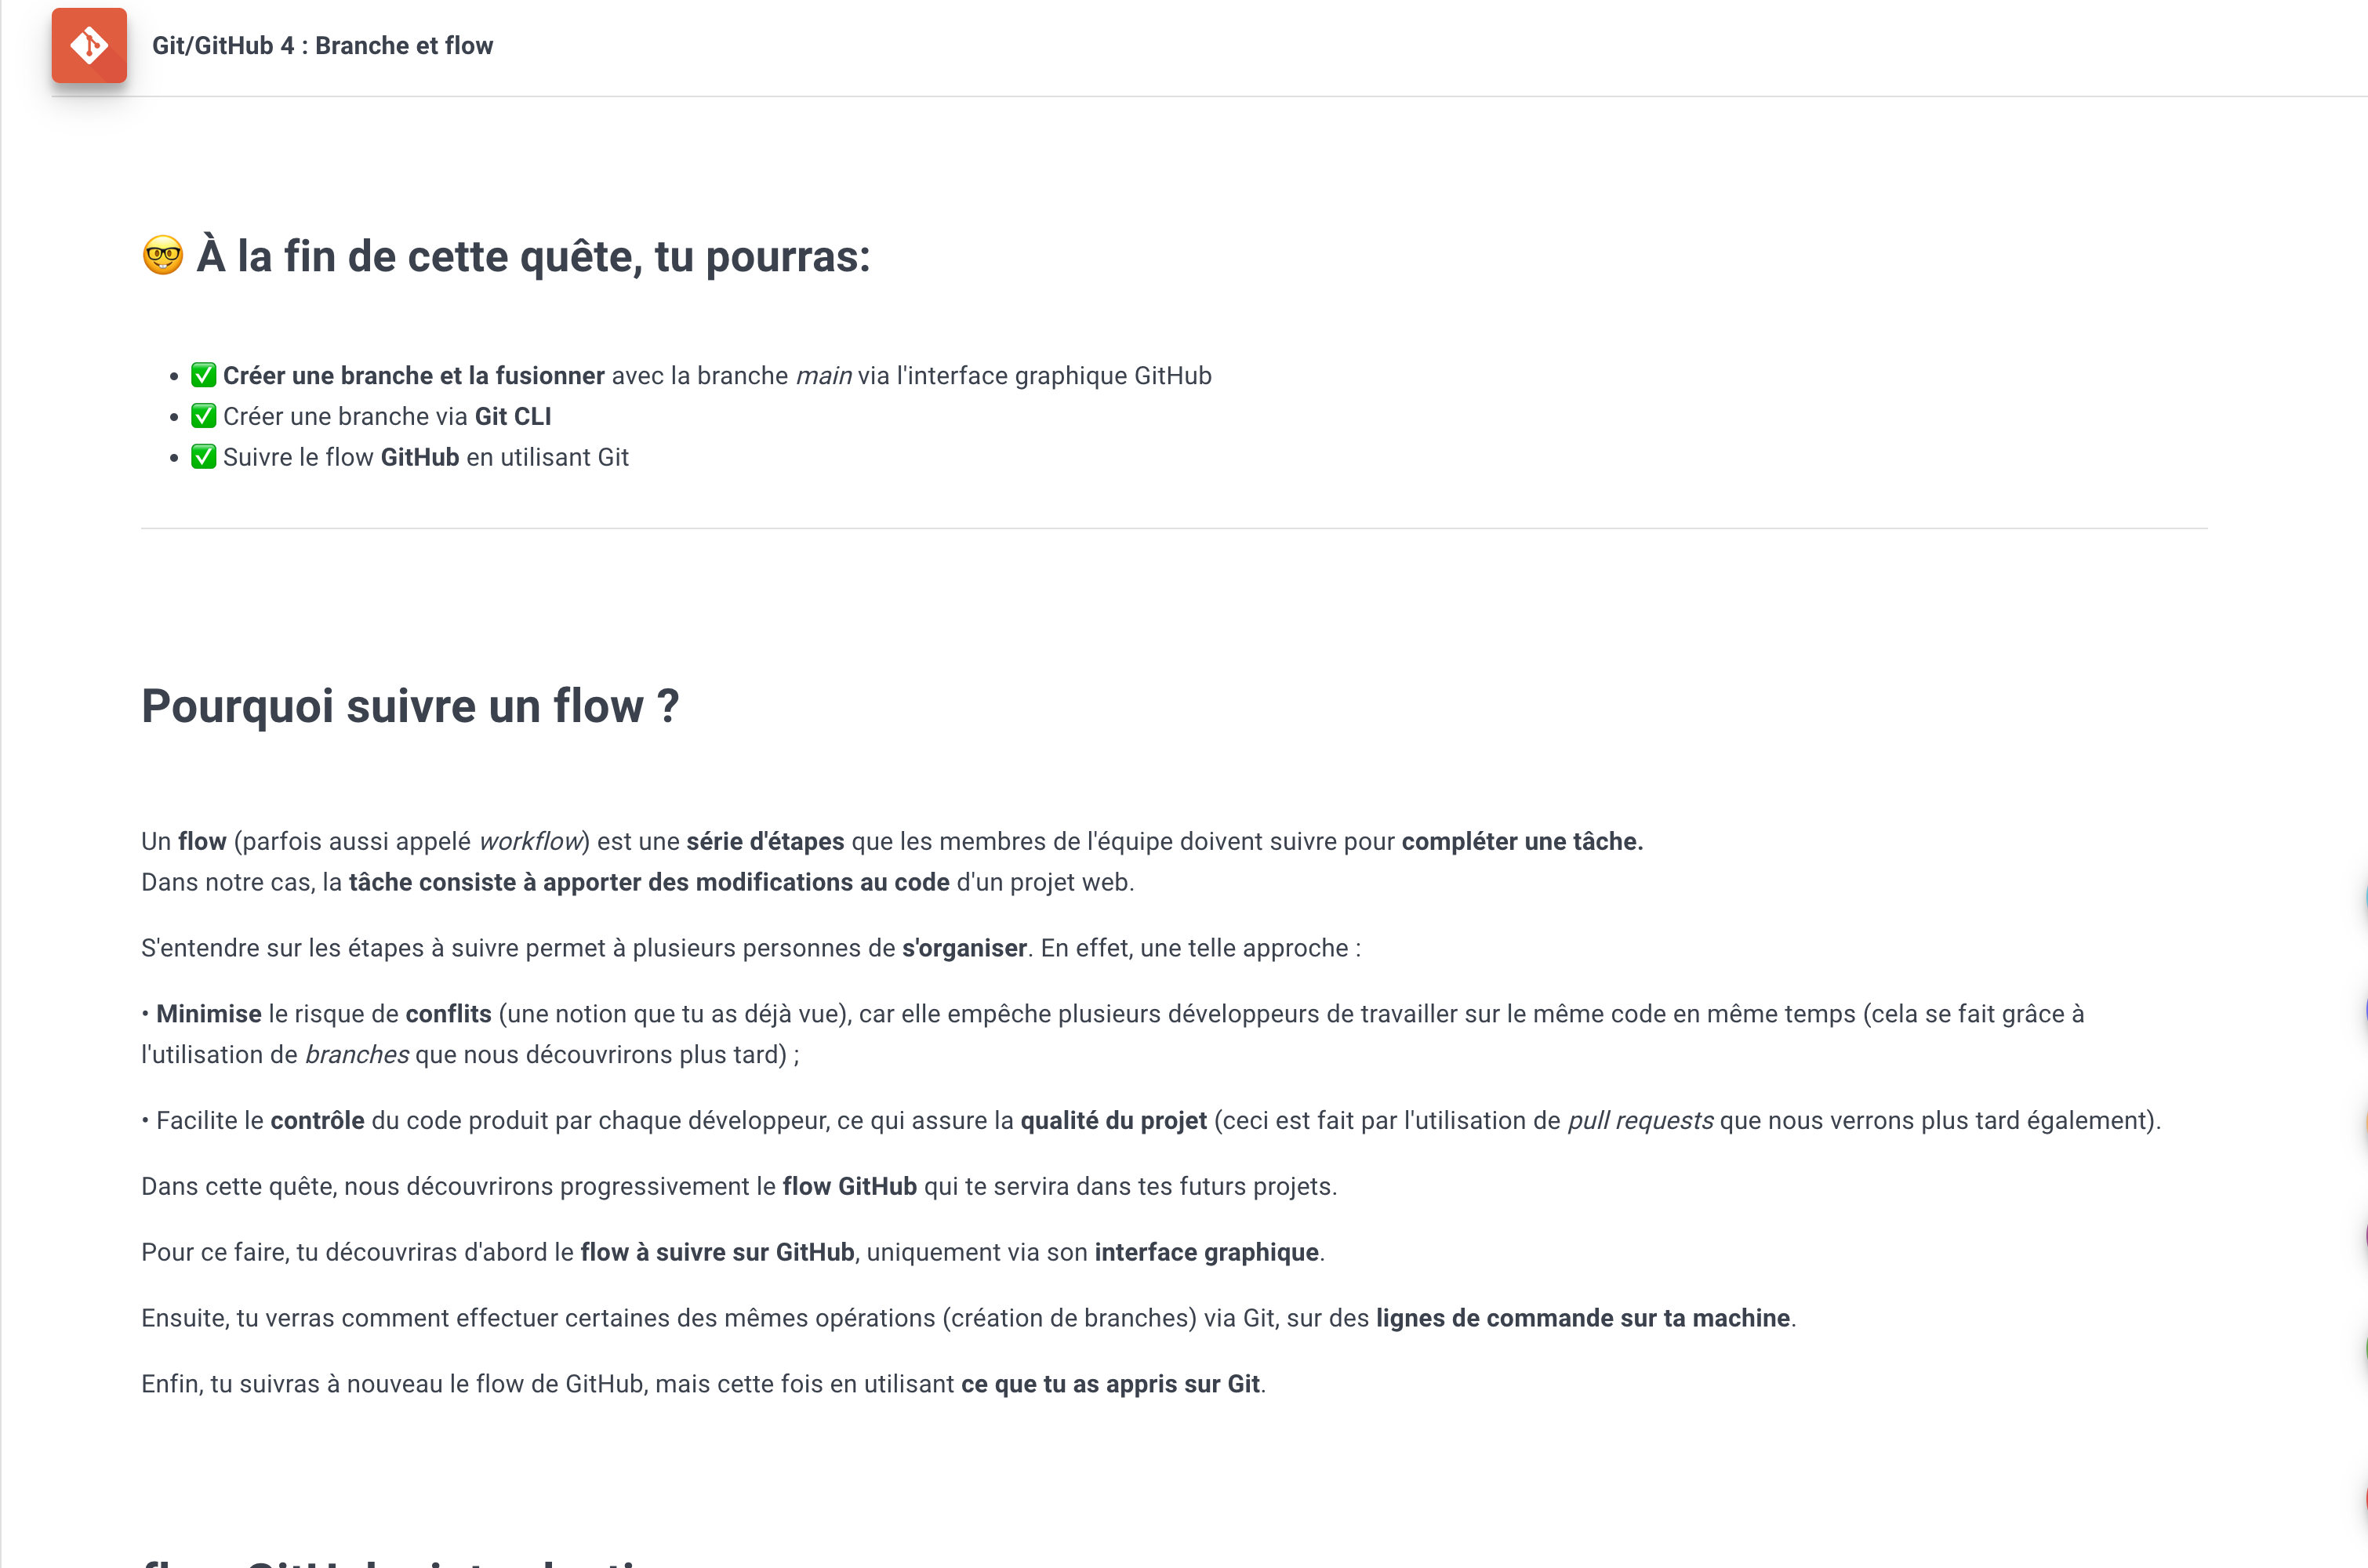 Git/GitHub 4 : Branche et flow
🤓 À la fin de cette quête, tu pourras:
• ✅ Créer une branche et la fusionner avec la branche main via l'interface graphique GitHub
• ✅ Créer une branche via Git CLI
• ✅ Suivre le flow GitHub en utilisant Git
Pourquoi suivre un flow ?
Un flow (parfois aussi appelé workflow) est une série d'étapes que les membres de l'équipe doivent suivre pour compléter une tâche.
Dans notre cas, la tâche consiste à apporter des modifications au code d'un projet web.
S'entendre sur les étapes à suivre permet à plusieurs personnes de s'organiser. En effet, une telle approche :
• Minimise le risque de conflits (une notion que tu as déjà vue), car elle empêche plusieurs développeurs de travailler sur le même code en même temps (cela se fait grâce à
l'utilisation de branches que nous découvrirons plus tard) ;
• Facilite le contrôle du code produit par chaque développeur, ce qui assure la qualité du projet (ceci est fait par l'utilisation de pull requests que nous verrons plus tard également).
Dans cette quête, nous découvrirons progressivement le flow GitHub qui te servira dans tes futurs projets.
Pour ce faire, tu découvriras d'abord le flow à suivre sur GitHub, uniquement via son interface graphique.
Ensuite, tu verras comment effectuer certaines des mêmes opérations (création de branches) via Git, sur des lignes de commande sur ta machine.
Enfin, tu suivras à nouveau le flow de GitHub, mais cette fois en utilisant ce que tu as appris sur Git.